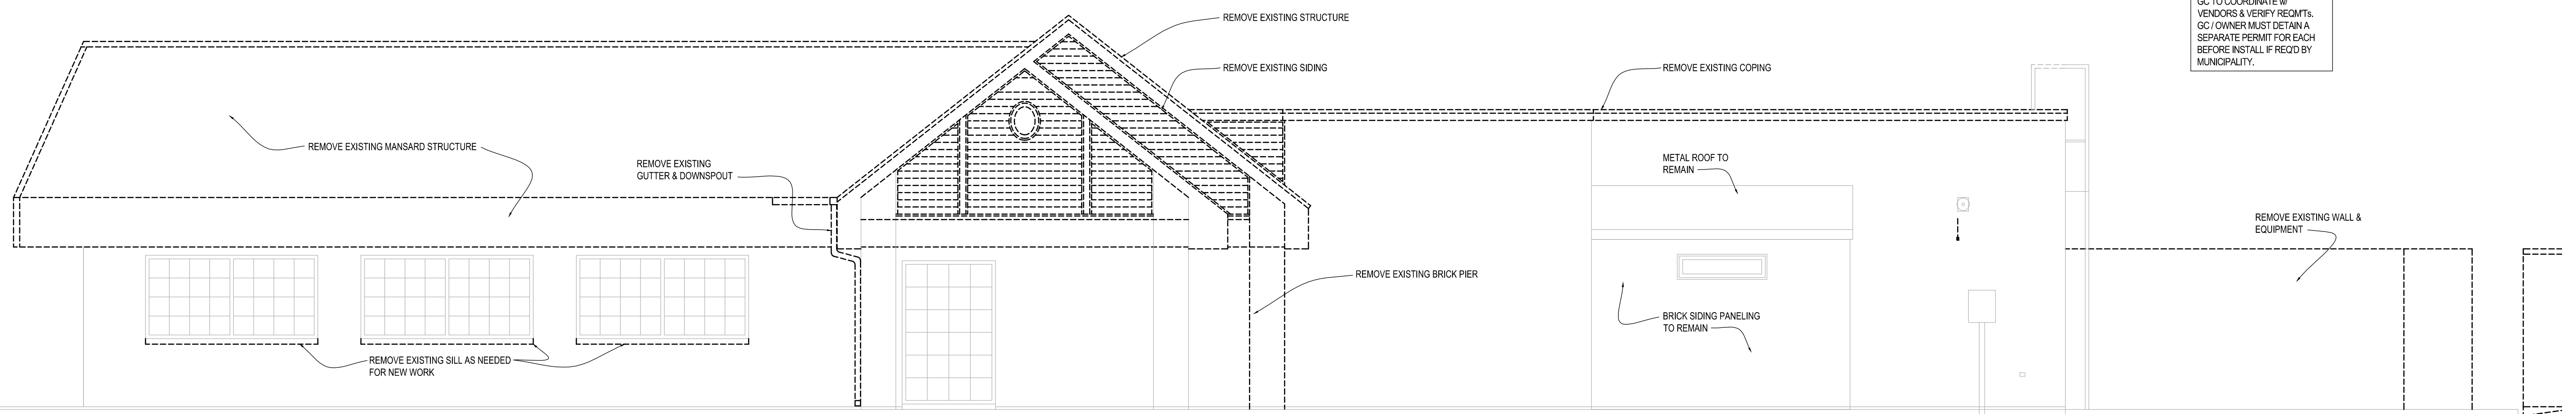 GC TO COORDINATE w/
VENDORS & VERIFY REQM'Ts.
GC / OWNER MUST DETAIN A
SEPARATE PERMIT FOR EACH
BEFORE INSTALL IF REQ'D BY
MUNICIPALITY.
REMOVE EXISTING STRUCTURE
REMOVE EXISTING SIDING
REMOVE EXISTING COPING
REMOVE EXISTING MANSARD STRUCTURE
REMOVE EXISTING
GUTTER & DOWNSPOUT
METAL ROOF TO
REMAIN
REMOVE EXISTING WALL &
EQUIPMENT
REMOVE EXISTING BRICK PIER
BRICK SIDING PANELING
TO REMAIN
REMOVE EXISTING SILL AS NEEDED
FOR NEW WORK